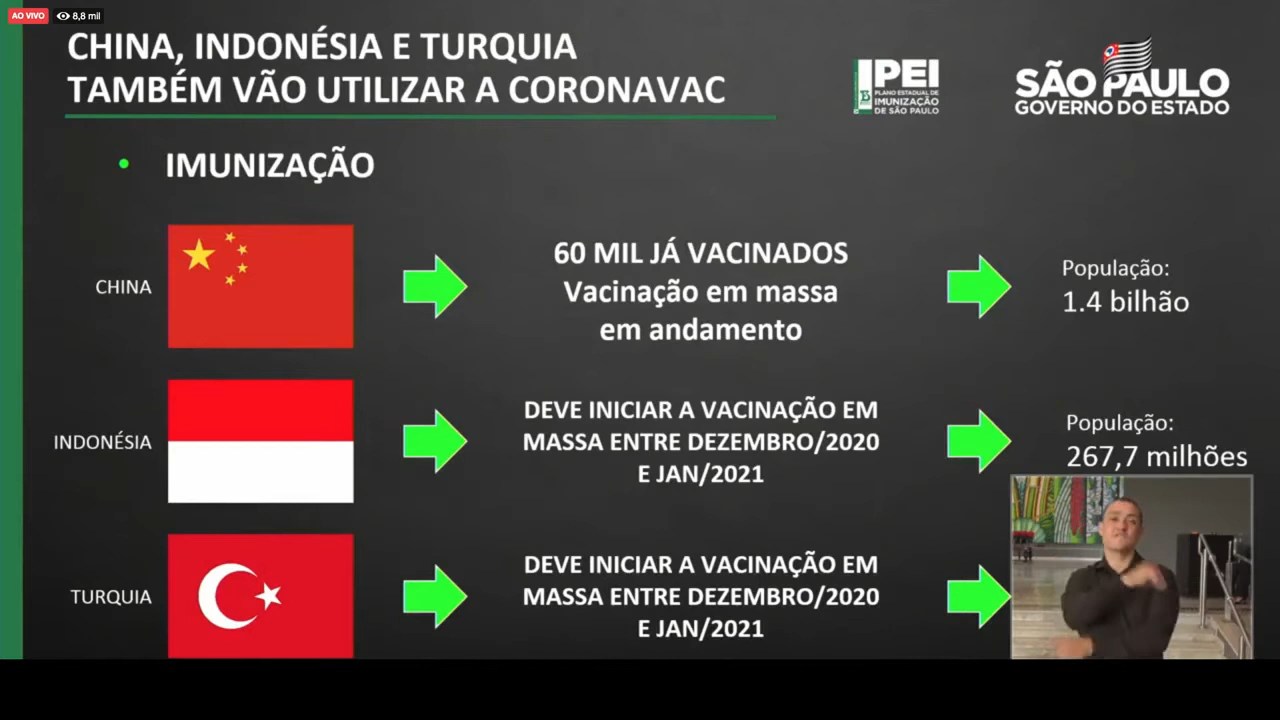 AO VIVO
8,8 mil
CHINA, INDONÉSIA E TURQUIA
TAMBÉM VÃO UTILIZAR A CORONAVAC
PEI
PLANO ESTADUAL DE
IMUNIZAÇÃO
DE SÃO PAULO
SÃO PAULO
GOVERNO DO ESTADO
• IMUNIZAÇÃO
CHINA
60 MIL JÁ VACINADOS
Vacinação em massa
em andamento
População:
1.4 bilhão
INDONÉSIA
DEVE INICIAR A VACINAÇÃO EM
MASSA ENTRE DEZEMBRO/2020
E JAN/2021
População:
267,7 milhões
TURQUIA
DEVE INICIAR A VACINAÇÃO EM
MASSA ENTRE DEZEMBRO/2020
E JAN/2021